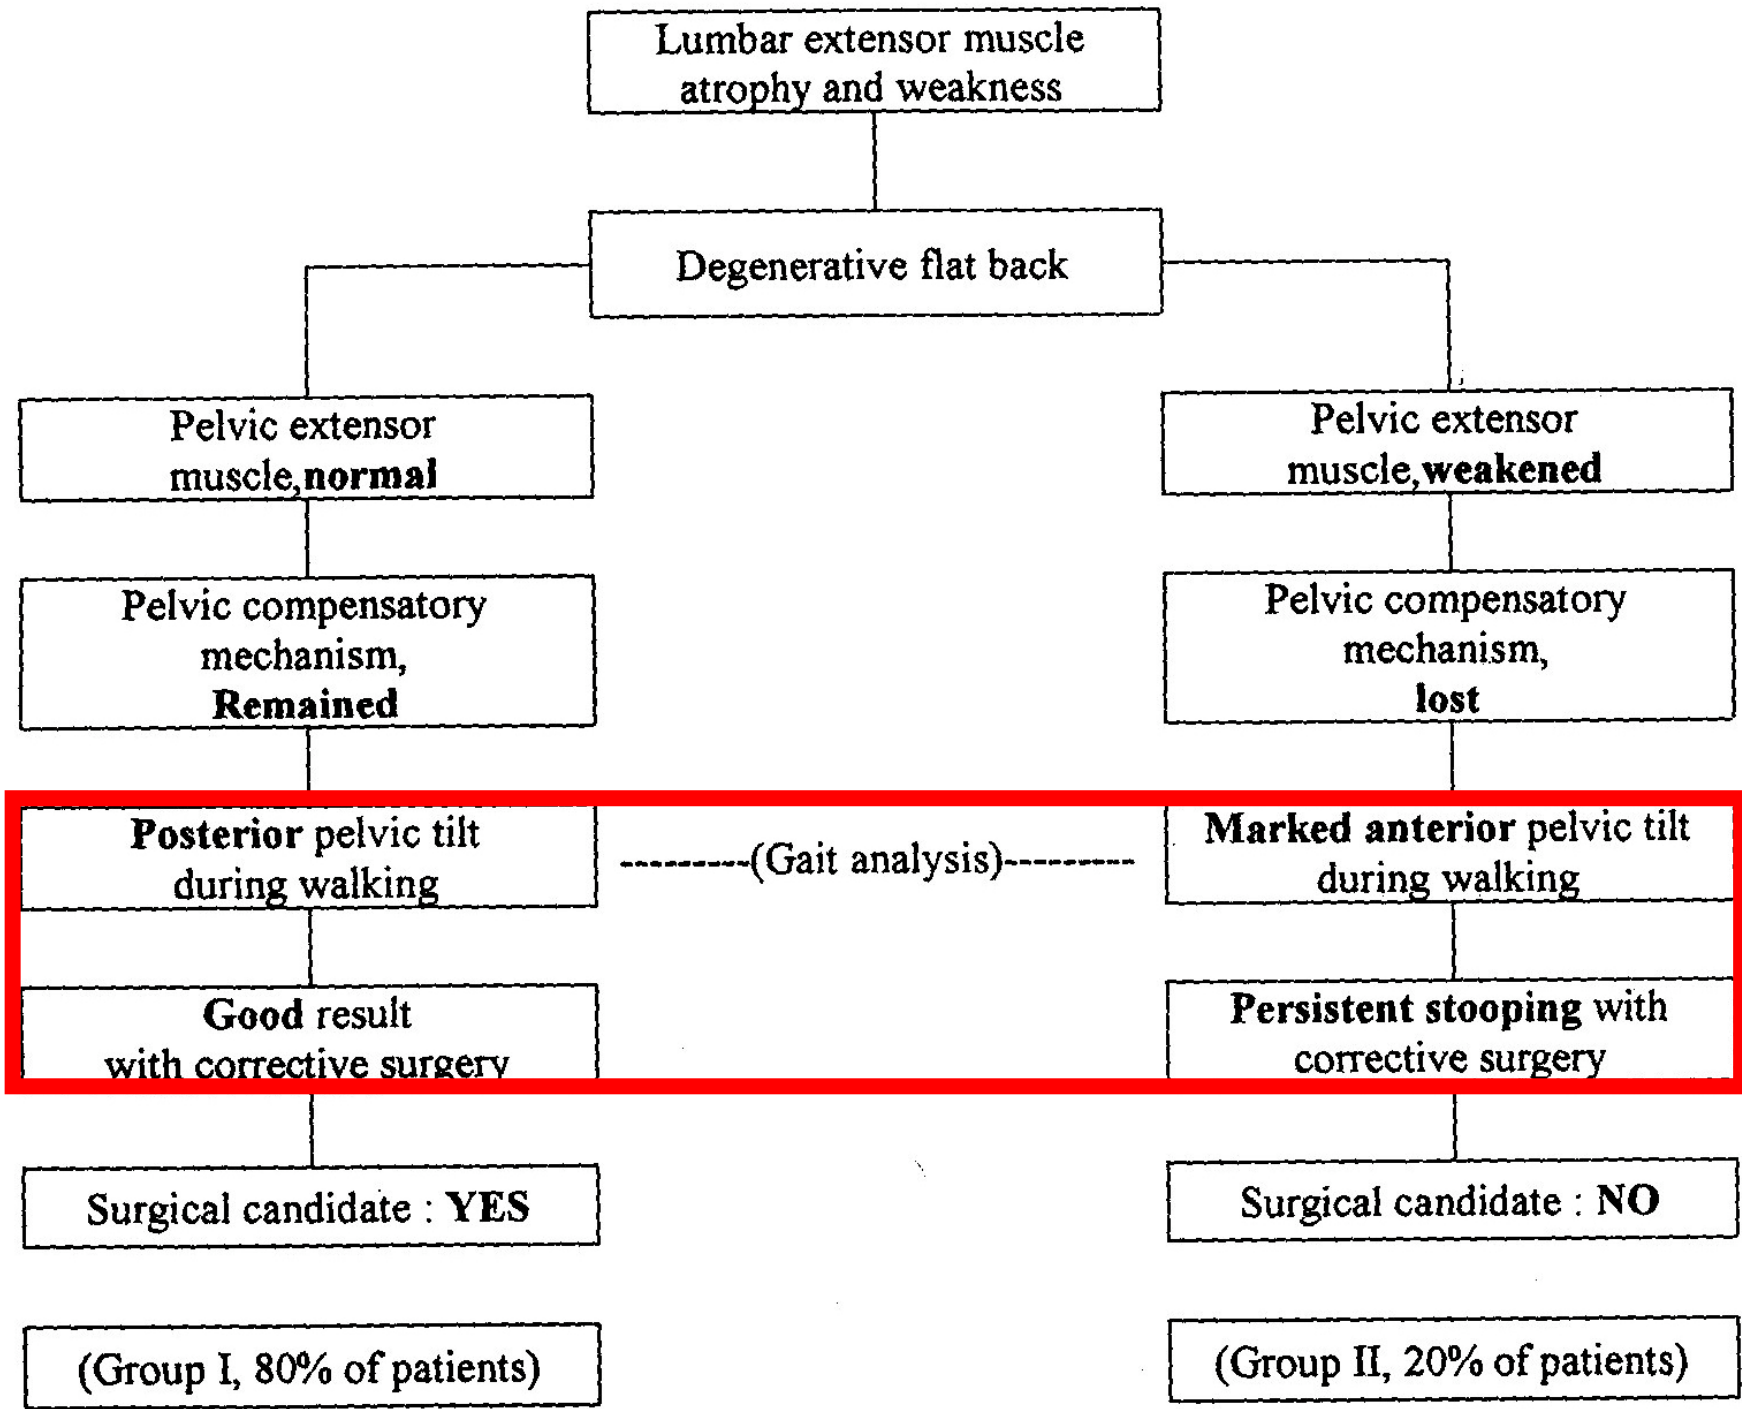 Lumbar extensor muscle
atrophy and weakness
Degenerative flat back
Pelvic extensor
muscle,normal
Pelvic extensor
muscle,weakened
Pelvic compensatory
mechanism,
Remained
Pelvic compensatory
mechanism,
lost
Posterior pelvic tilt
during walking
---------(Gait analysis)---------
Marked anterior pelvic tilt
during walking
Good result
with corrective surgery
Persistent stooping with
corrective surgery
Surgical candidate : YES
Surgical candidate : NO
(Group I, 80% of patients)
(Group II, 20% of patients)